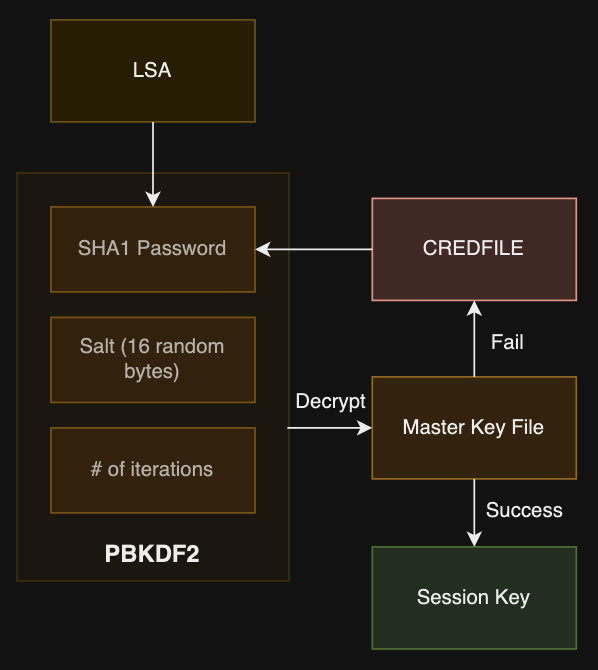 LSA
SHA1 Password
CREDFILE
Salt (16 random
bytes)
Fail
Decrypt
Master Key File
# of iterations
Success
PBKDF2
Session Key